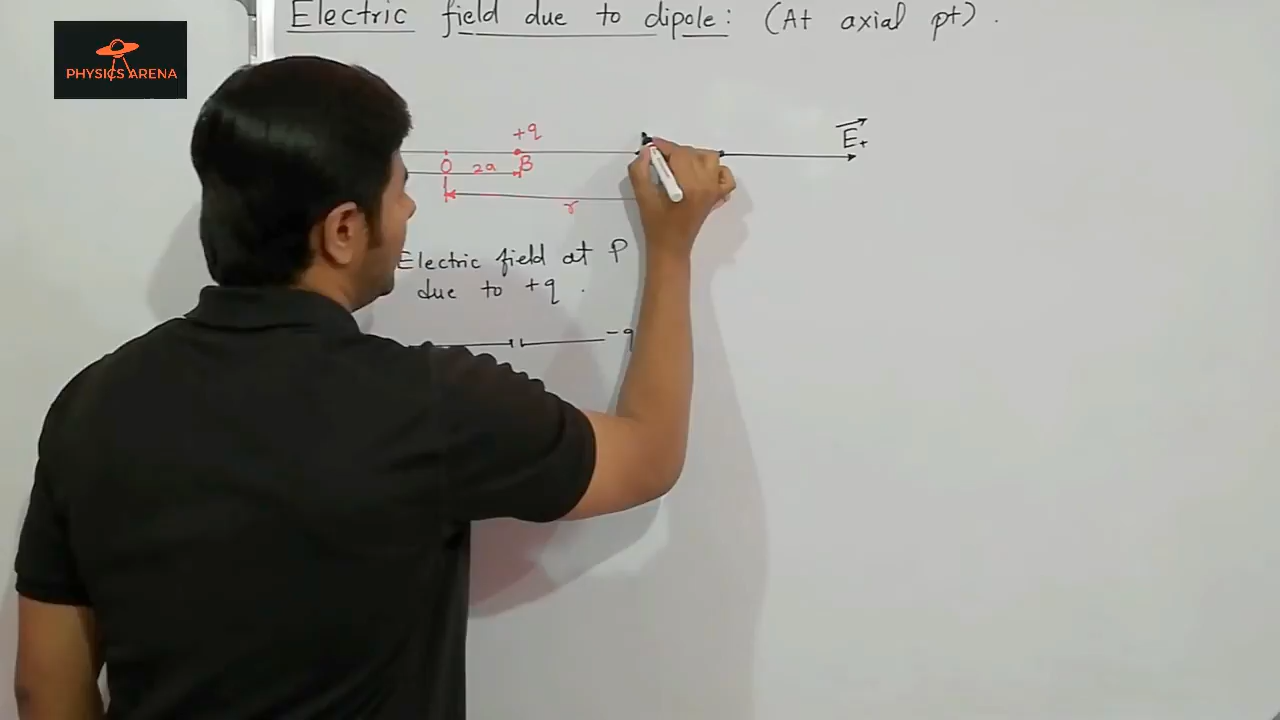 Electric field due to dipole: (At axial pt).
PHYSICS ARENA
+q
E+
O 2a B
r
Electric field at P
due to +q.
-q